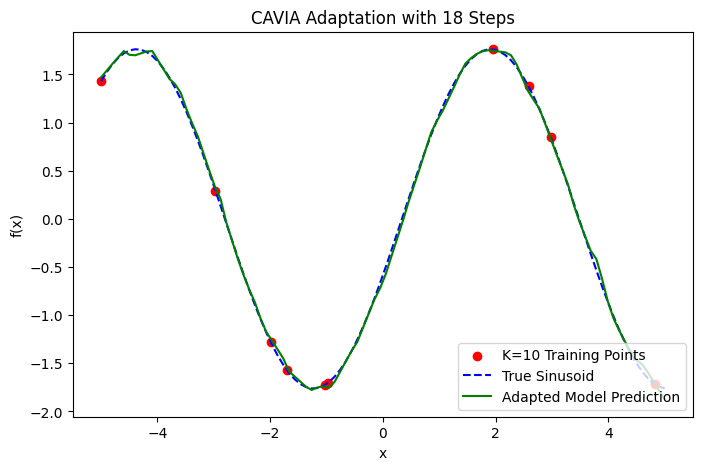 CAVIA Adaptation with 18 Steps
f(x)
1.5
1.0
0.5
0.0
−0.5
−1.0
−1.5
−2.0
−4
−2
0
2
4
x
K=10 Training Points
True Sinusoid
Adapted Model Prediction